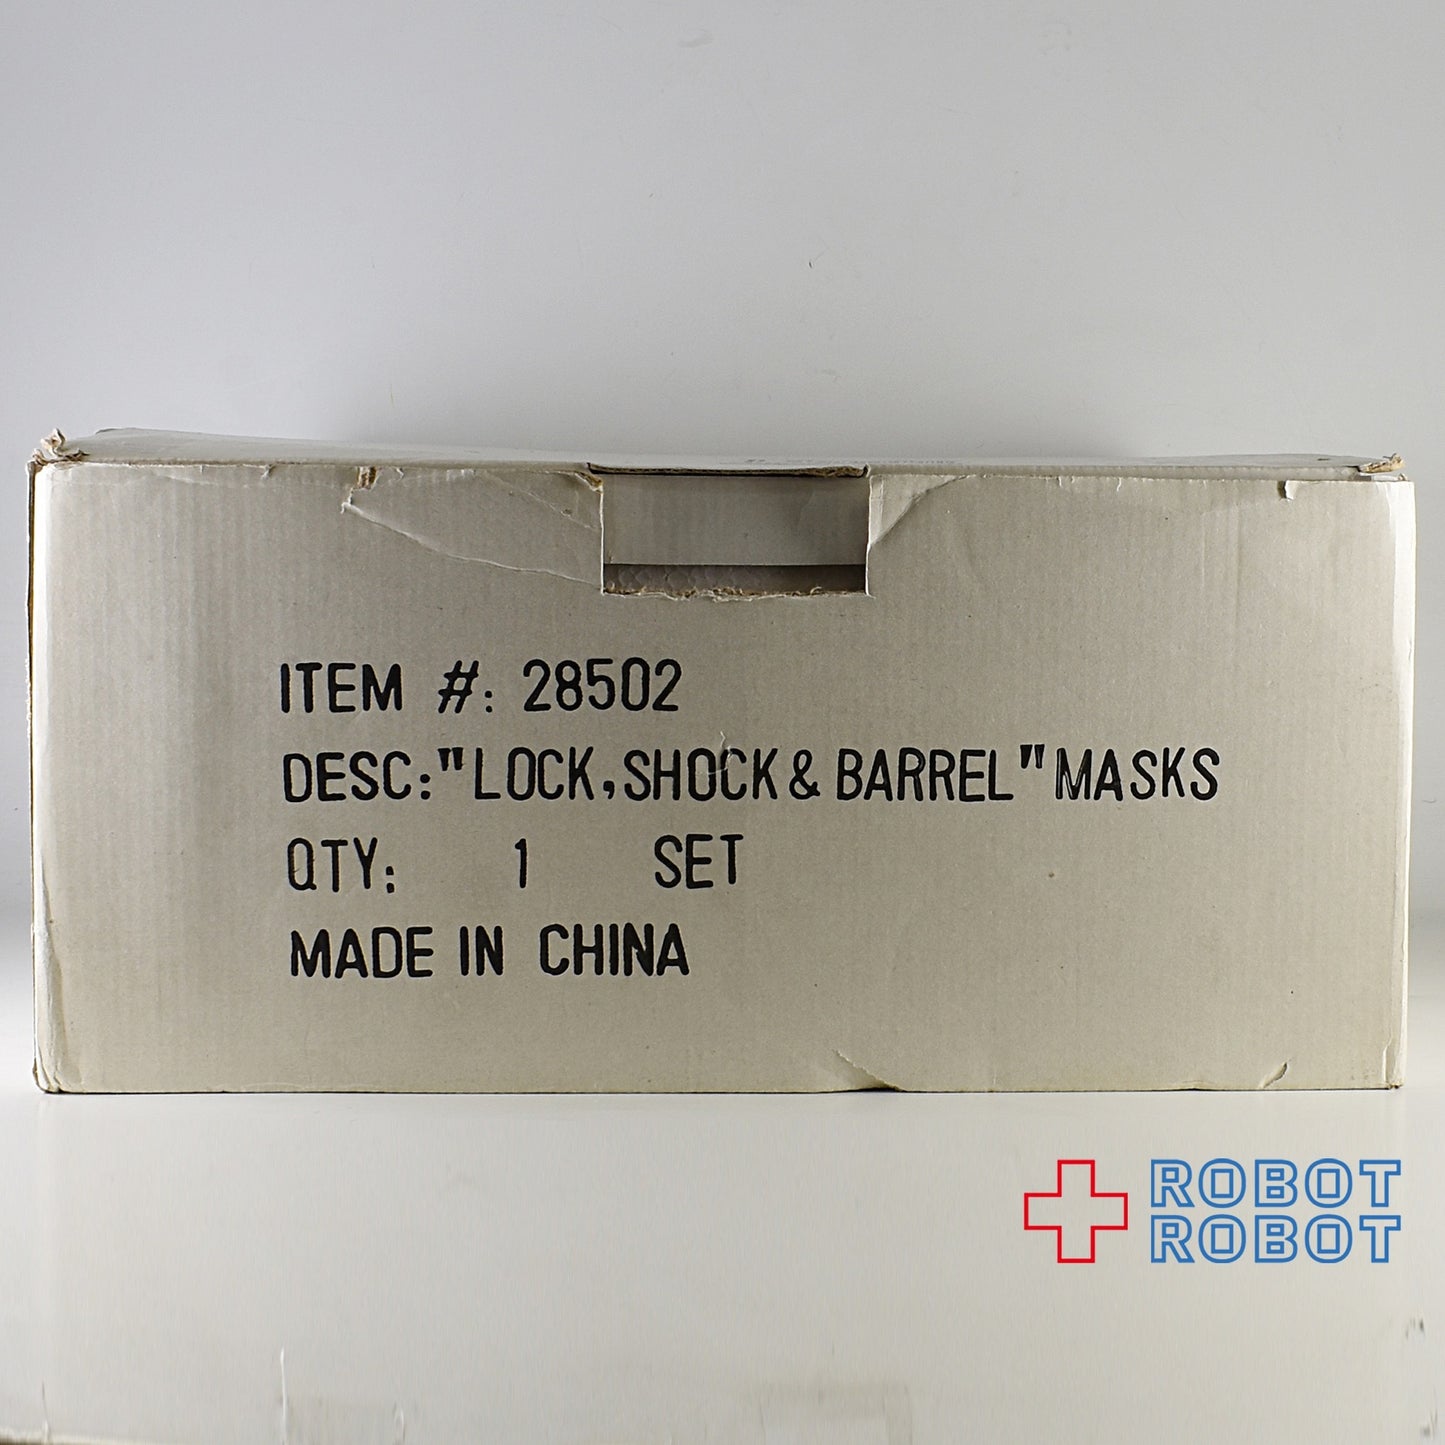 ITEM #: 28502
DESC:"LOCK,SHOCK & BARREL"MASKS
QTY: 1 SET
MADE IN CHINA
ROBOT
ROBOT